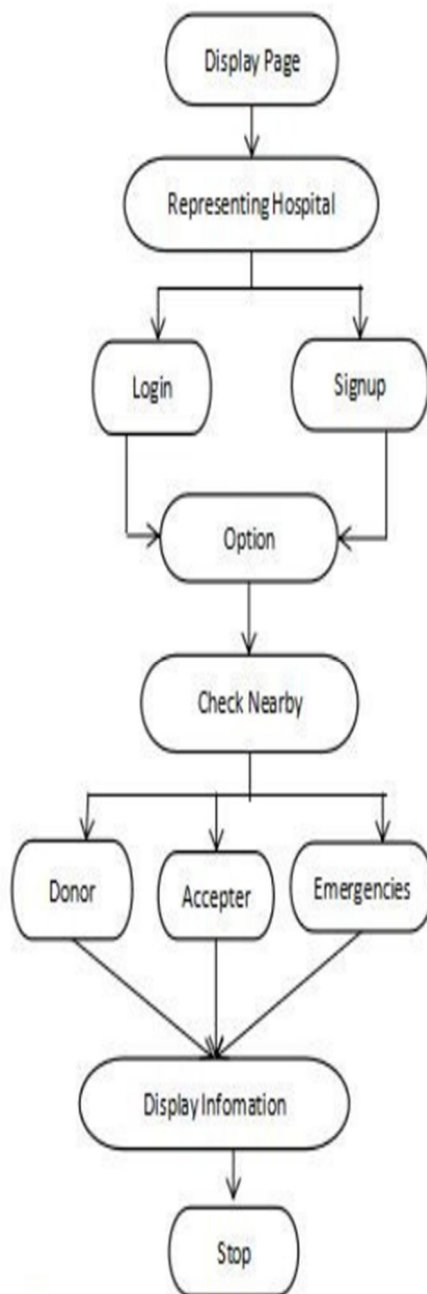 Display Page
Representing Hospital
Login
Signup
Option
Check Nearby
Donor
Accepter
Emergencies
Display Infomation
Stop